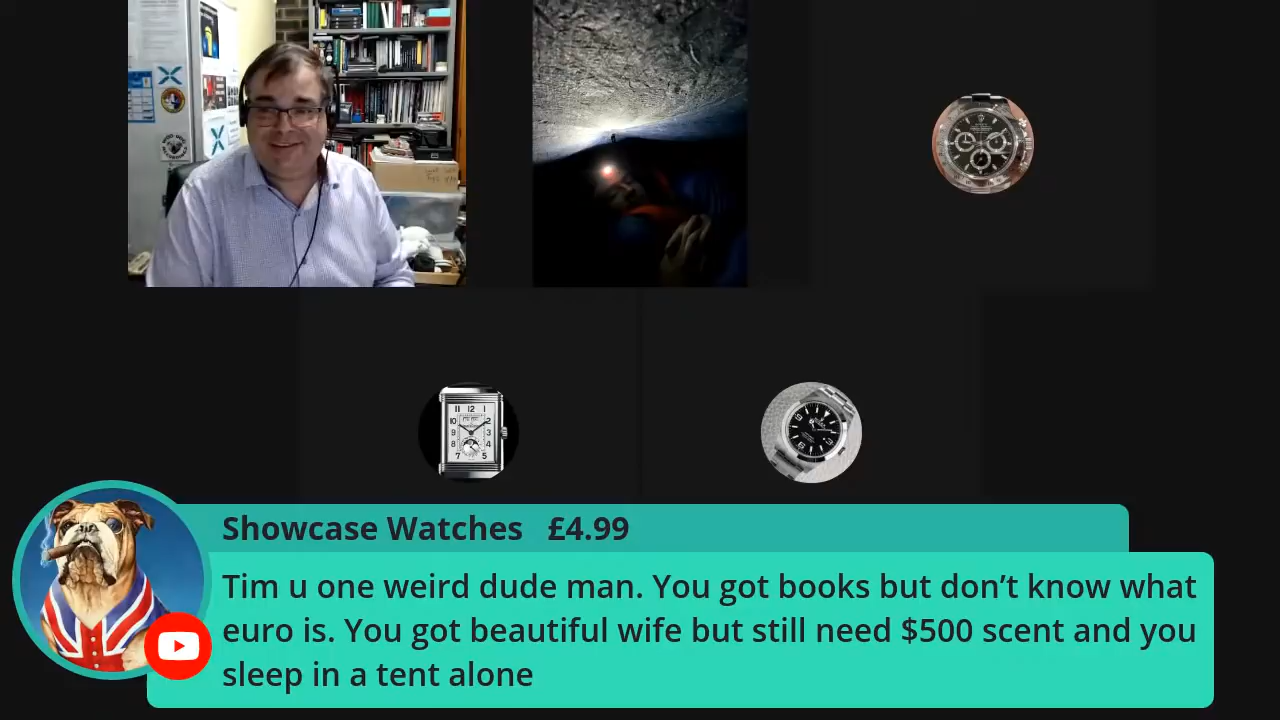 Showcase Watches £4.99
Tim u one weird dude man. You got books but don’t know what
euro is. You got beautiful wife but still need $500 scent and you
sleep in a tent alone